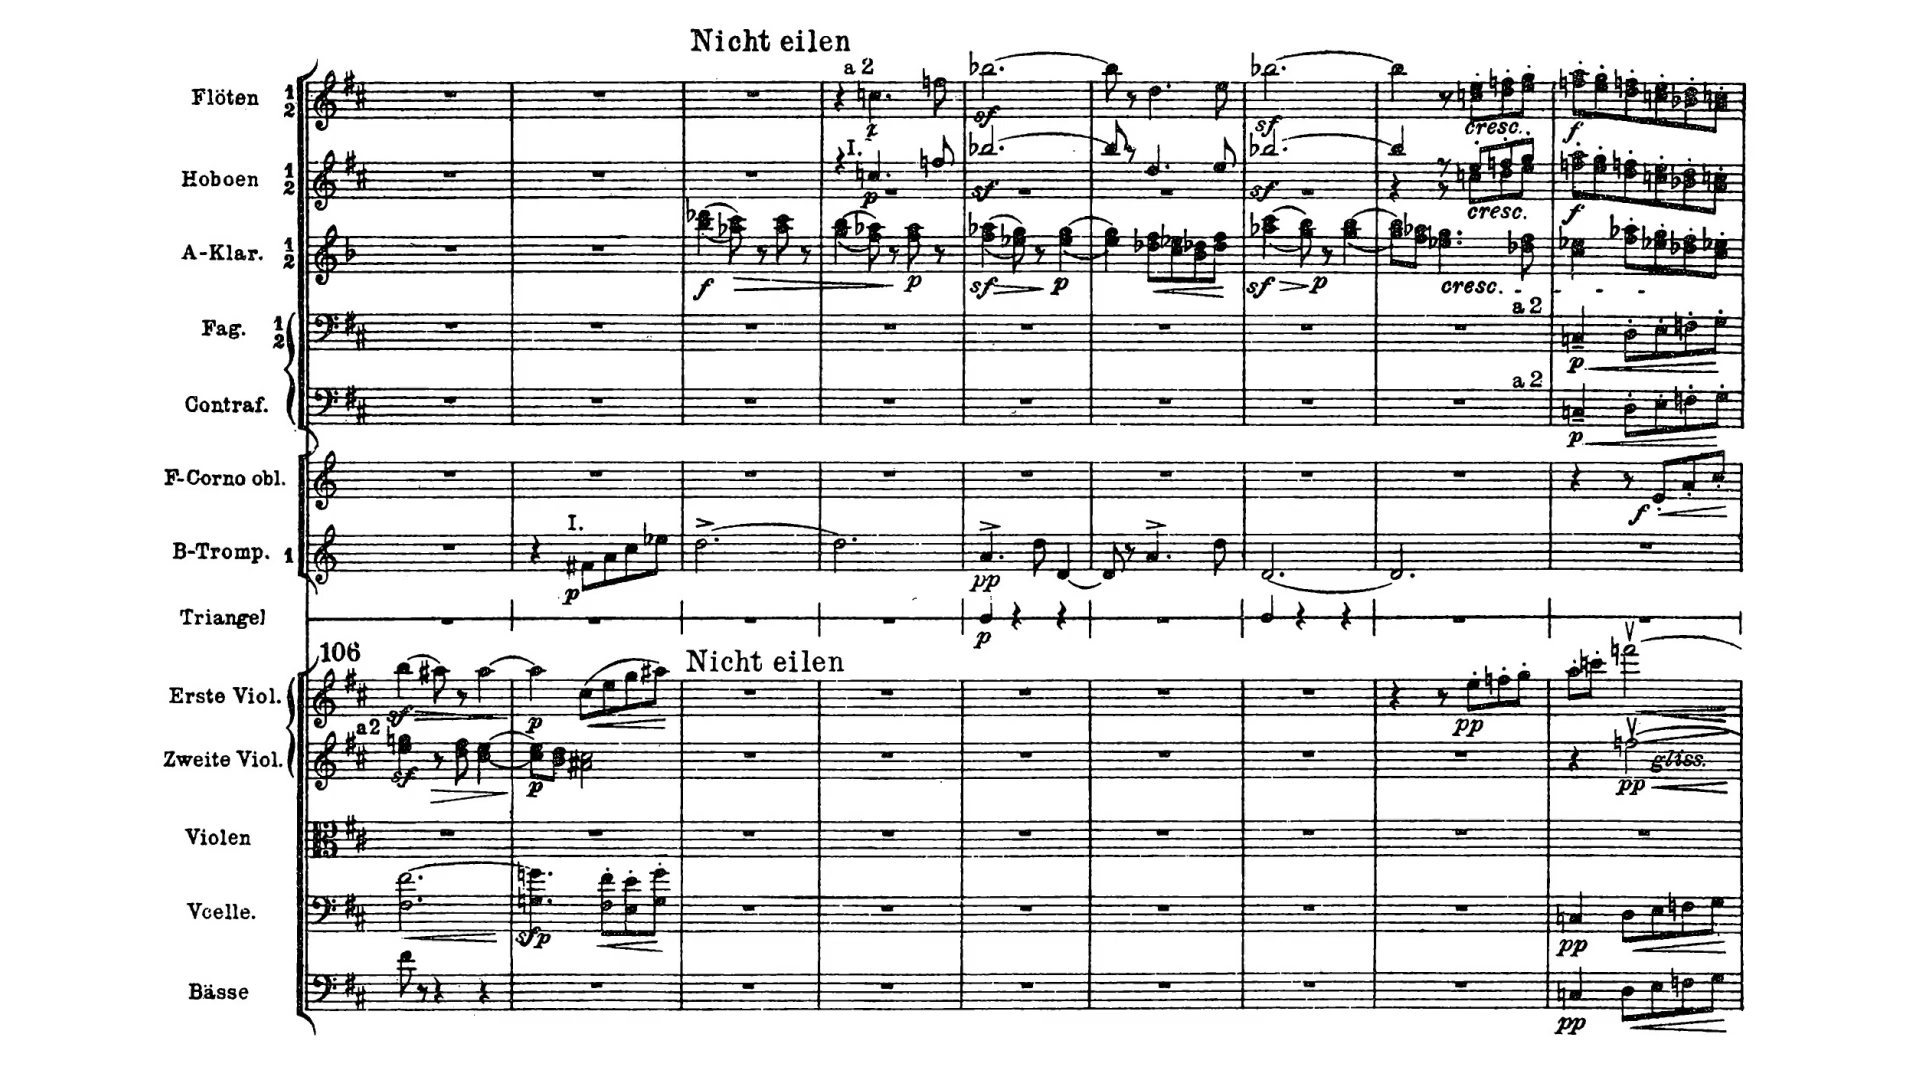 Nicht eilen
Flöten 1 2 a 2
sf sf cresc. f
Hoboen 1 2 I.
p sf sf cresc. f
A-Klar. 1 2
f p sf p sf p cresc.
Fag. 1 2 a 2
p
Contraf. a 2
p
F-Corno obl.
f
B-Tromp. 1 I.
p pp
Triangel
p
106 Nicht eilen
Erste Viol.
sf p pp
Zweite Viol. a2
sf p gliss. pp
Violen
Vcelle.
sfp pp
Bässe
pp